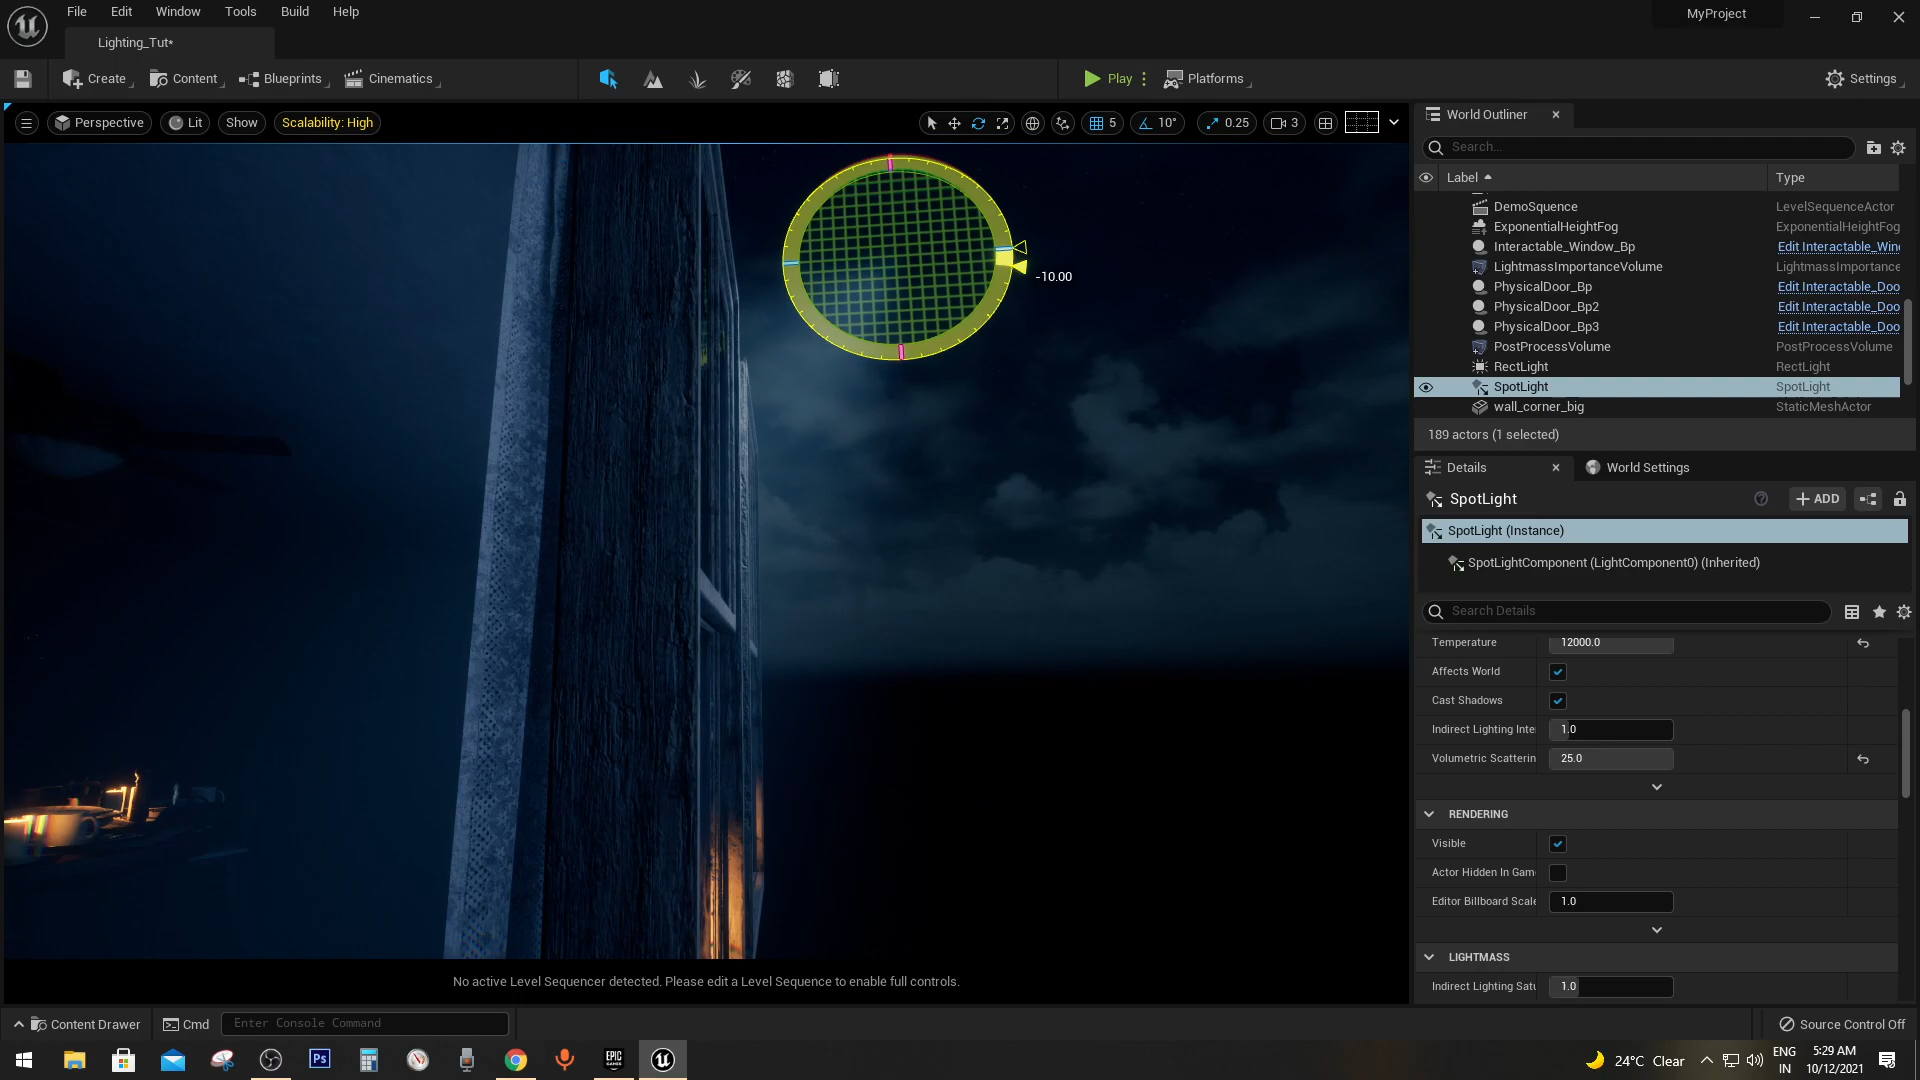 File Edit Window Tools Build Help
MyProject
Lighting_Tut*
Create Content Blueprints Cinematics Play Platforms Settings
Perspective Lit Show Scalability: High 5 10° 0.25 3
-10.00
No active Level Sequencer detected. Please edit a Level Sequence to enable full controls.
World Outliner
Search...
Label Type
DemoSquence LevelSequenceActor
ExponentialHeightFog ExponentialHeightFog
Interactable_Window_Bp Edit Interactable_Win
LightmassImportanceVolume LightmassImportance
PhysicalDoor_Bp Edit Interactable_Doo
PhysicalDoor_Bp2 Edit Interactable_Doo
PhysicalDoor_Bp3 Edit Interactable_Doo
PostProcessVolume PostProcessVolume
RectLight RectLight
SpotLight SpotLight
wall_corner_big StaticMeshActor
189 actors (1 selected)
Details World Settings
SpotLight ADD
SpotLight (Instance)
SpotLightComponent (LightComponent0) (Inherited)
Search Details
Temperature 12000.0
Affects World
Cast Shadows
Indirect Lighting Inte 1.0
Volumetric Scatterin 25.0
RENDERING
Visible
Actor Hidden In Gam
Editor Billboard Scale 1.0
LIGHTMASS
Indirect Lighting Satu 1.0
Content Drawer Cmd Enter Console Command Source Control Off
Ps EPIC GAMES 24°C Clear
ENG
IN
5:29 AM
10/12/2021